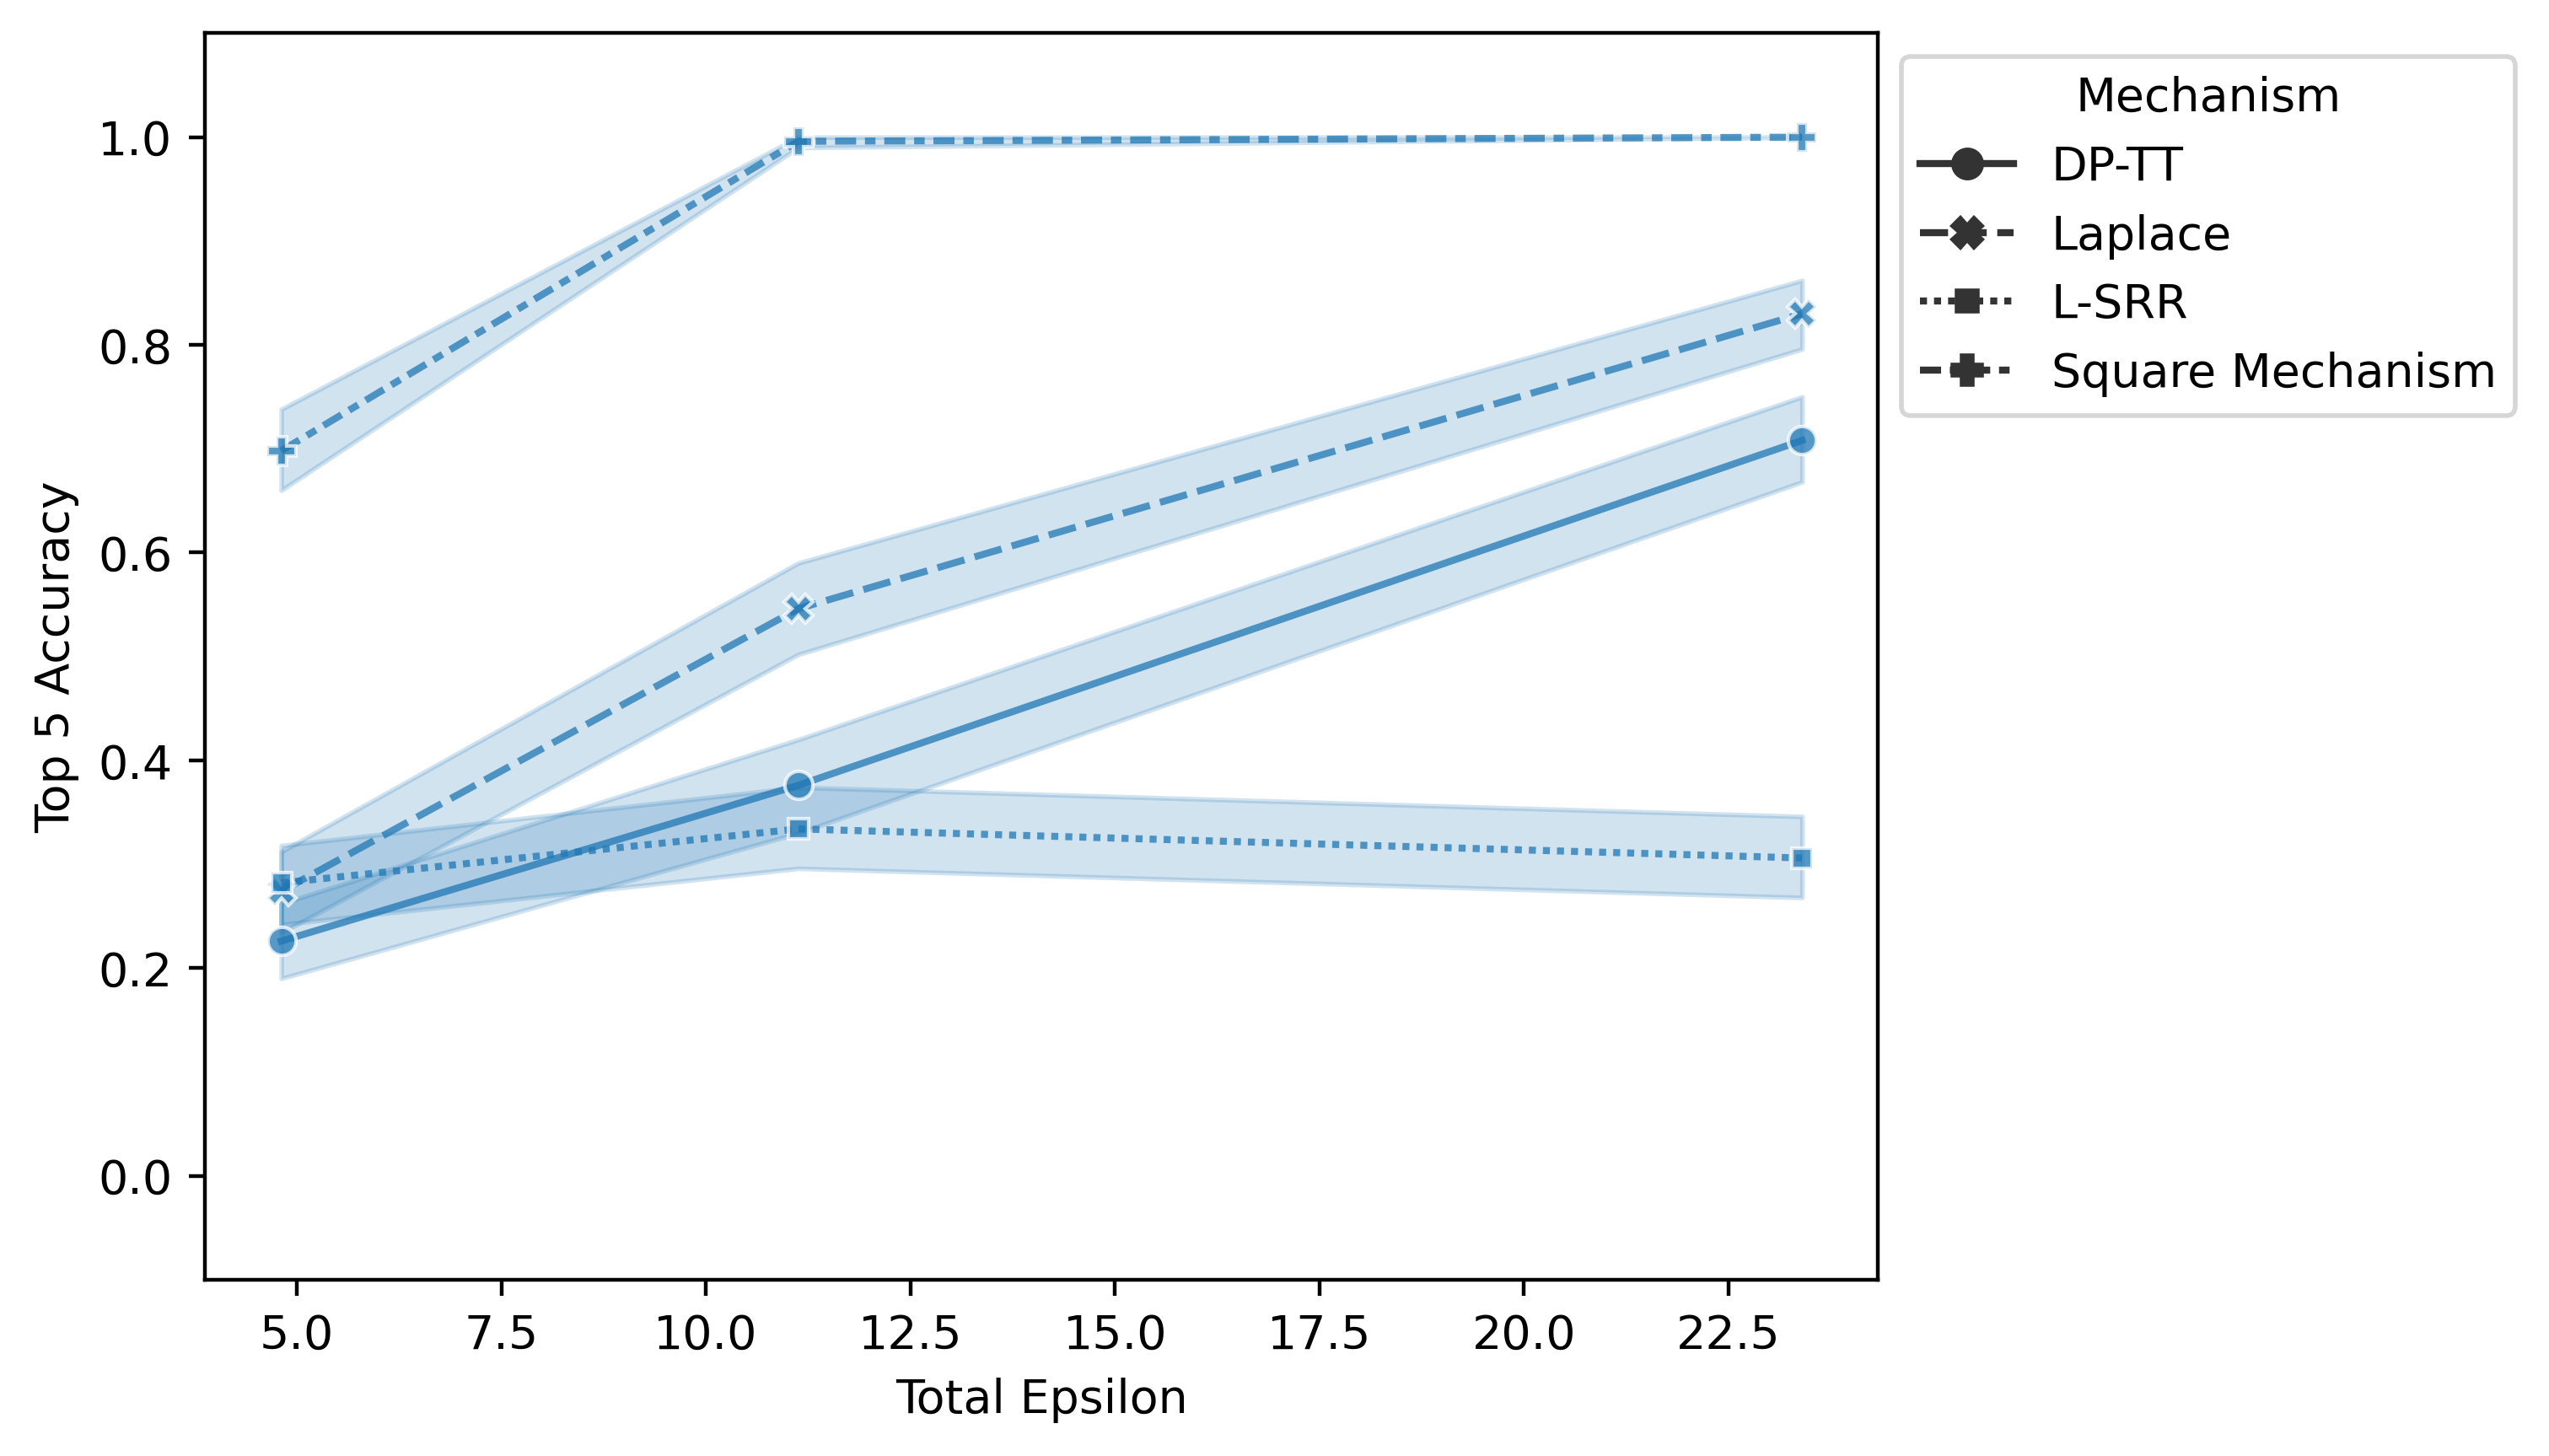 Mechanism
DP-TT
Laplace
L-SRR
Square Mechanism
Top 5 Accuracy
1.0
0.8
0.6
0.4
0.2
0.0
5.0 7.5 10.0 12.5 15.0 17.5 20.0 22.5
Total Epsilon